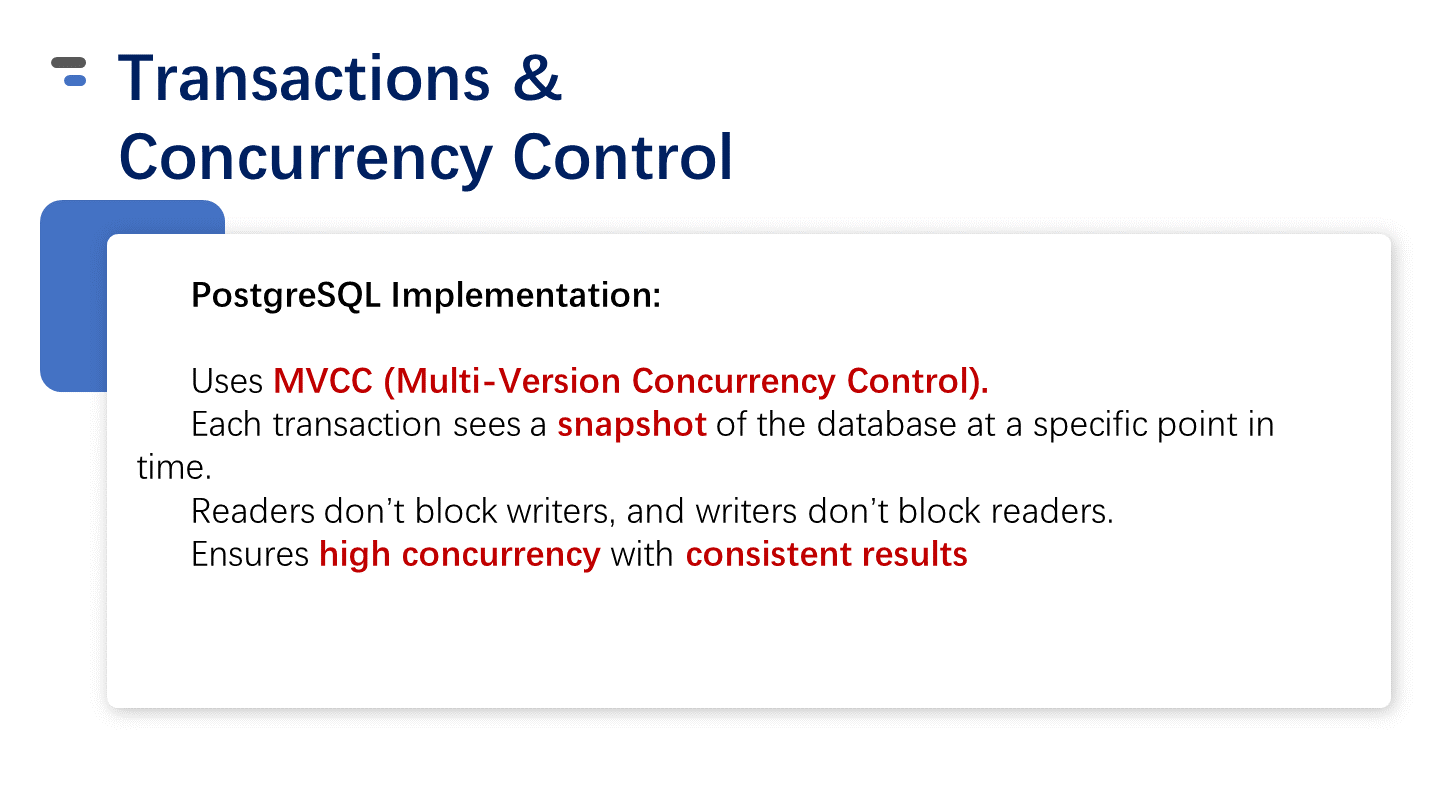 Transactions &
Concurrency Control
PostgreSQL Implementation:
Uses MVCC (Multi-Version Concurrency Control).
Each transaction sees a snapshot of the database at a specific point in
time.
Readers don’t block writers, and writers don’t block readers.
Ensures high concurrency with consistent results